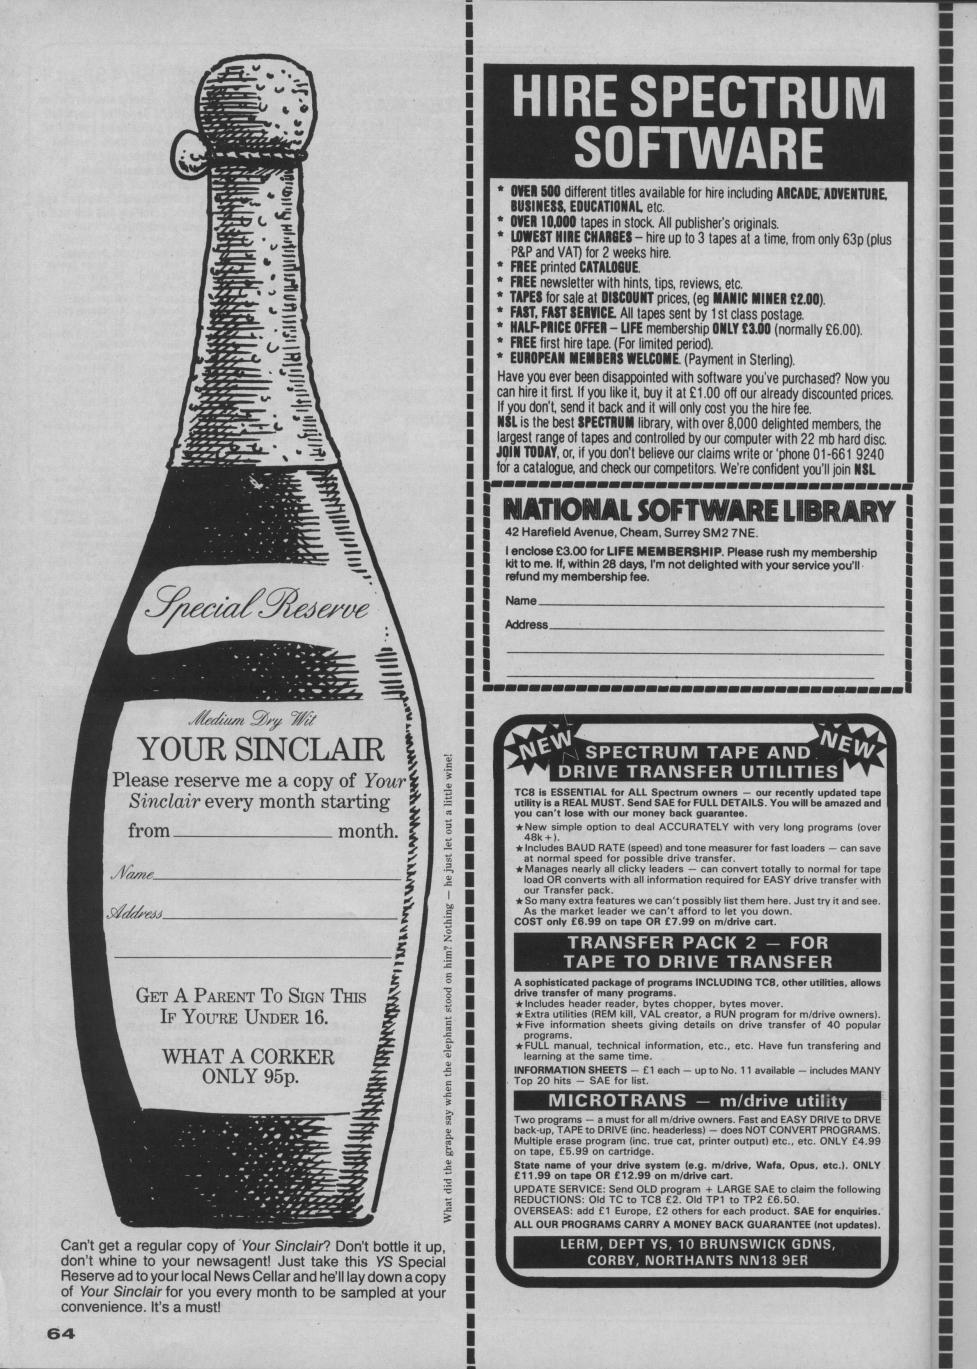 Special Reserve
Medium Dry Wit
YOUR SINCLAIR
Please reserve me a copy of Your
Sinclair every month starting
from month.
Name
Address
GET A PARENT TO SIGN THIS
IF YOU'RE UNDER 16.
WHAT A CORKER
ONLY 95p.
What did the grape say when the elephant stood on him? Nothing — he just let out a little wine!
Can't get a regular copy of Your Sinclair? Don't bottle it up,
don't whine to your newsagent! Just take this YS Special
Reserve ad to your local News Cellar and he'll lay down a copy
of Your Sinclair for you every month to be sampled at your
convenience. It's a must!
64
HIRE SPECTRUM
SOFTWARE
* OVER 500 different titles available for hire including ARCADE, ADVENTURE,
BUSINESS, EDUCATIONAL, etc.
* OVER 10,000 tapes in stock. All publisher's originals.
* LOWEST HIRE CHARGES – hire up to 3 tapes at a time, from only 63p (plus
P&P and VAT) for 2 weeks hire.
* FREE printed CATALOGUE.
* FREE newsletter with hints, tips, reviews, etc.
* TAPES for sale at DISCOUNT prices, (eg MANIC MINER £2.00).
* FAST, FAST SERVICE. All tapes sent by 1st class postage.
* HALF-PRICE OFFER – LIFE membership ONLY £3.00 (normally £6.00).
* FREE first hire tape. (For limited period).
* EUROPEAN MEMBERS WELCOME. (Payment in Sterling).
Have you ever been disappointed with software you've purchased? Now you
can hire it first. If you like it, buy it at £1.00 off our already discounted prices.
If you don't, send it back and it will only cost you the hire fee.
NSL is the best SPECTRUM library, with over 8,000 delighted members, the
largest range of tapes and controlled by our computer with 22 mb hard disc.
JOIN TODAY, or, if you don't believe our claims write or 'phone 01-661 9240
for a catalogue, and check our competitors. We're confident you'll join NSL
NATIONAL SOFTWARE LIBRARY
42 Harefield Avenue, Cheam, Surrey SM2 7NE.
I enclose £3.00 for LIFE MEMBERSHIP. Please rush my membership
kit to me. If, within 28 days, I'm not delighted with your service you'll
refund my membership fee.
Name
Address
NEW SPECTRUM TAPE AND NEW
DRIVE TRANSFER UTILITIES
TC8 is ESSENTIAL for ALL Spectrum owners — our recently updated tape
utility is a REAL MUST. Send SAE for FULL DETAILS. You will be amazed and
you can't lose with our money back guarantee.
★ New simple option to deal ACCURATELY with very long programs (over
48k+).
★ Includes BAUD RATE (speed) and tone measurer for fast loaders — can save
at normal speed for possible drive transfer.
★ Manages nearly all clicky leaders — can convert totally to normal for tape
load OR converts with all information required for EASY drive transfer with
our Transfer pack.
★ So many extra features we can't possibly list them here. Just try it and see.
As the market leader we can't afford to let you down.
COST only £6.99 on tape OR £7.99 on m/drive cart.
TRANSFER PACK 2 — FOR
TAPE TO DRIVE TRANSFER
A sophisticated package of programs INCLUDING TC8, other utilities, allows
drive transfer of many programs.
★ Includes header reader, bytes chopper, bytes mover.
★ Extra utilities (REM kill, VAL creator, a RUN program for m/drivers).
★ Five information sheets giving details on drive transfer of 40 popular
programs.
★ FULL manual, technical information, etc., etc. Have fun transfering and
learning at the same time.
INFORMATION SHEETS — £1 each — up to No. 11 available — includes MANY
Top 20 hits — SAE for list.
MICROTRANS — m/drive utility
Two programs — a must for all m/drive owners. Fast and EASY DRIVE to DRVE
back-up, TAPE to DRIVE (inc. headerless) — does NOT CONVERT PROGRAMS.
Multiple erase program (inc. true cat, printer output) etc., etc. ONLY £4.99
on tape, £5.99 on cartridge.
State name of your drive system (e.g. m/drive, Wafa, Opus, etc.). ONLY
£11.99 on tape OR £12.99 on m/drive cart.
UPDATE SERVICE: Send OLD program + LARGE SAE to claim the following
REDUCTIONS: Old TC to TC8 £2. Old TP1 to TP2 £6.50.
OVERSEAS: add £1 Europe, £2 others for each product. SAE for enquiries.
ALL OUR PROGRAMS CARRY A MONEY BACK GUARANTEE (not updates).
LERM, DEPT YS, 10 BRUNSWICK GDNS,
CORBY, NORTHANTS NN18 9ER